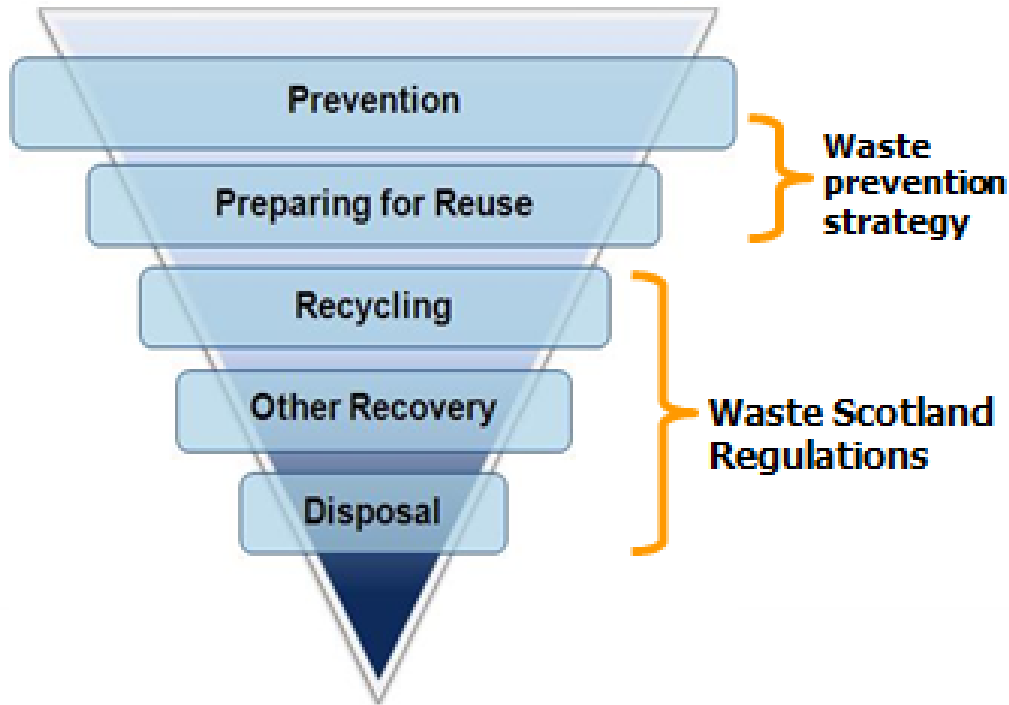 Prevention
Waste
prevention
strategy
Preparing for Reuse
Recycling
Other Recovery
Waste Scotland
Regulations
Disposal